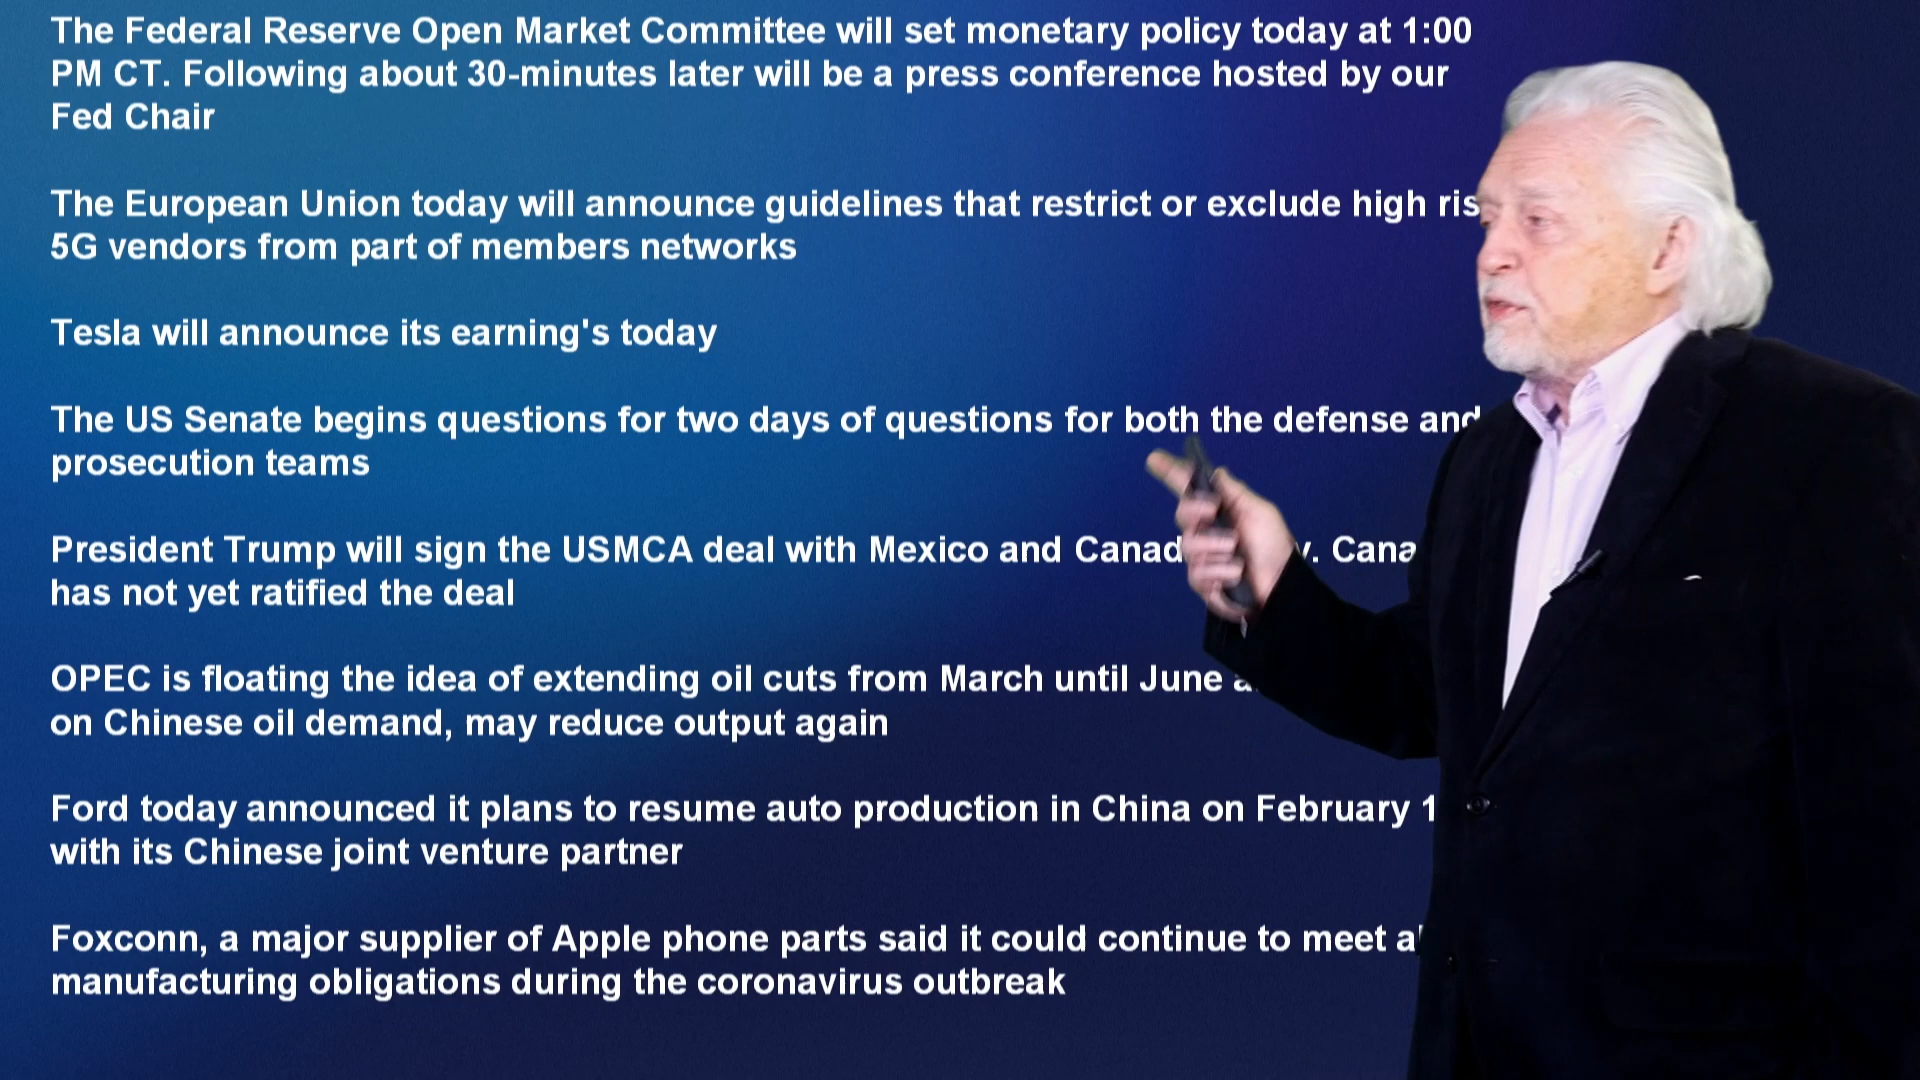 The Federal Reserve Open Market Committee will set monetary policy today at 1:00
PM CT. Following about 30-minutes later will be a press conference hosted by our
Fed Chair
The European Union today will announce guidelines that restrict or exclude high
5G vendors from part of members networks
Tesla will announce its earning's today
The US Senate begins questions for two days of questions for both the defense and
prosecution teams
President Trump will sign the USMCA deal with Mexico and
has not yet ratified the deal
OPEC is floating the idea of extending oil cuts from March until June
on Chinese oil demand, may reduce output again
Ford today announced it plans to resume auto production in China on February
with its Chinese joint venture partner
Foxconn, a major supplier of Apple phone parts said it could continue to meet
manufacturing obligations during the coronavirus outbreak